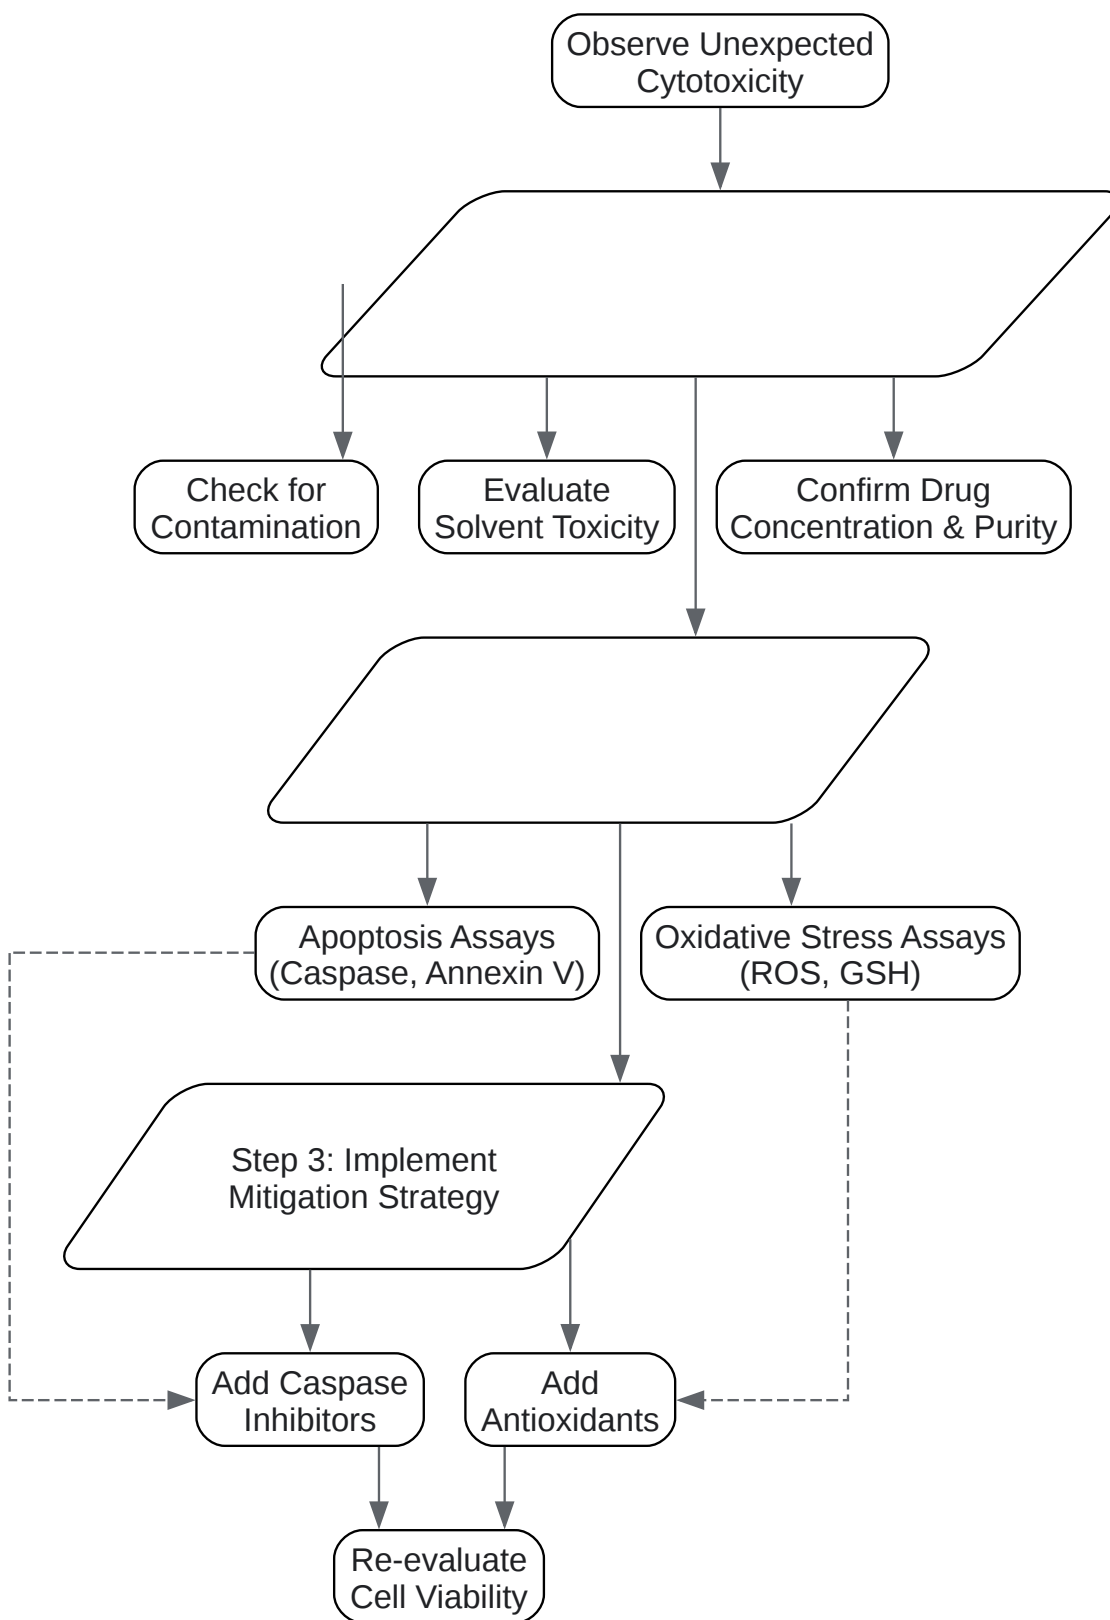 Observe Unexpected
Cytotoxicity
Check for
Contamination
Evaluate
Solvent Toxicity
Confirm Drug
Concentration & Purity
Apoptosis Assays
(Caspase, Annexin V)
Oxidative Stress Assays
(ROS, GSH)
Step 3: Implement
Mitigation Strategy
Add Caspase
Inhibitors
Add
Antioxidants
Re-evaluate
Cell Viability